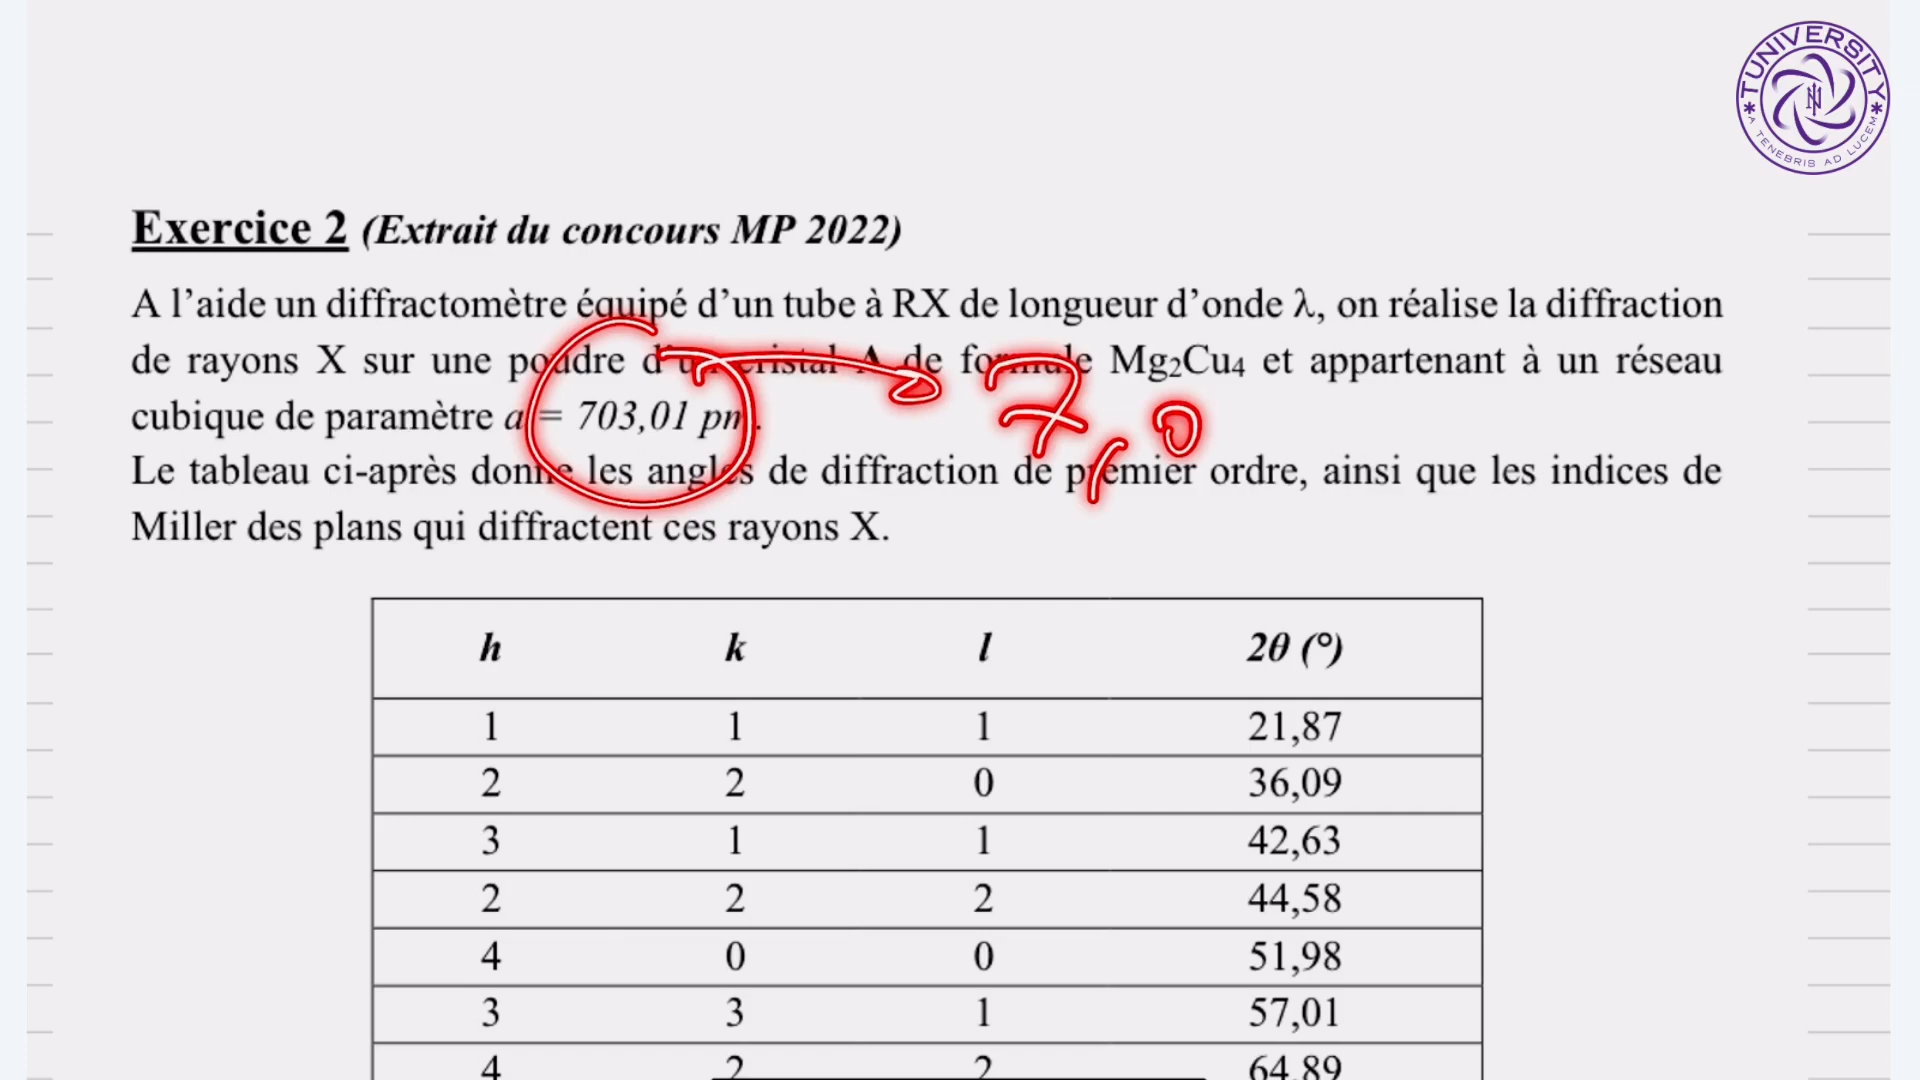 TUNIVERSITY
A TENEBRIS AD LUCEM
Exercice 2 (Extrait du concours MP 2022)
A l’aide un diffractomètre équipé d’un tube à RX de longueur d’onde λ, on réalise la diffraction
de rayons X sur une poudre d’un cristal A de formule Mg2Cu4 et appartenant à un réseau
cubique de paramètre a = 703,01 pm.
7,0
Le tableau ci-après donne les angles de diffraction de premier ordre, ainsi que les indices de
Miller des plans qui diffractent ces rayons X.
h k l 2θ (°)
1 1 1 21,87
2 2 0 36,09
3 1 1 42,63
2 2 2 44,58
4 0 0 51,98
3 3 1 57,01
4 2 2 64,89